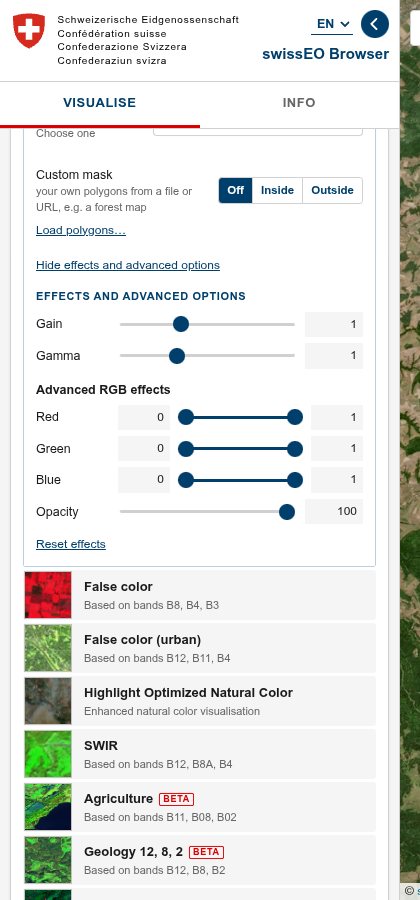 Schweizerische Eidgenossenschaft
Confédération suisse
Confederazione Svizzera
Confederaziun svizra
EN
swissEO Browser
VISUALISE
INFO
Choose one
Custom mask
your own polygons from a file or
URL, e.g. a forest map
Off
Inside
Outside
Load polygons…
Hide effects and advanced options
EFFECTS AND ADVANCED OPTIONS
Gain 1
Gamma 1
Advanced RGB effects
Red 0 1
Green 0 1
Blue 0 1
Opacity 100
Reset effects
False color
Based on bands B8, B4, B3
False color (urban)
Based on bands B12, B11, B4
Highlight Optimized Natural Color
Enhanced natural color visualisation
SWIR
Based on bands B12, B8A, B4
Agriculture BETA
Based on bands B11, B08, B02
Geology 12, 8, 2 BETA
Based on bands B12, B8, B2
©